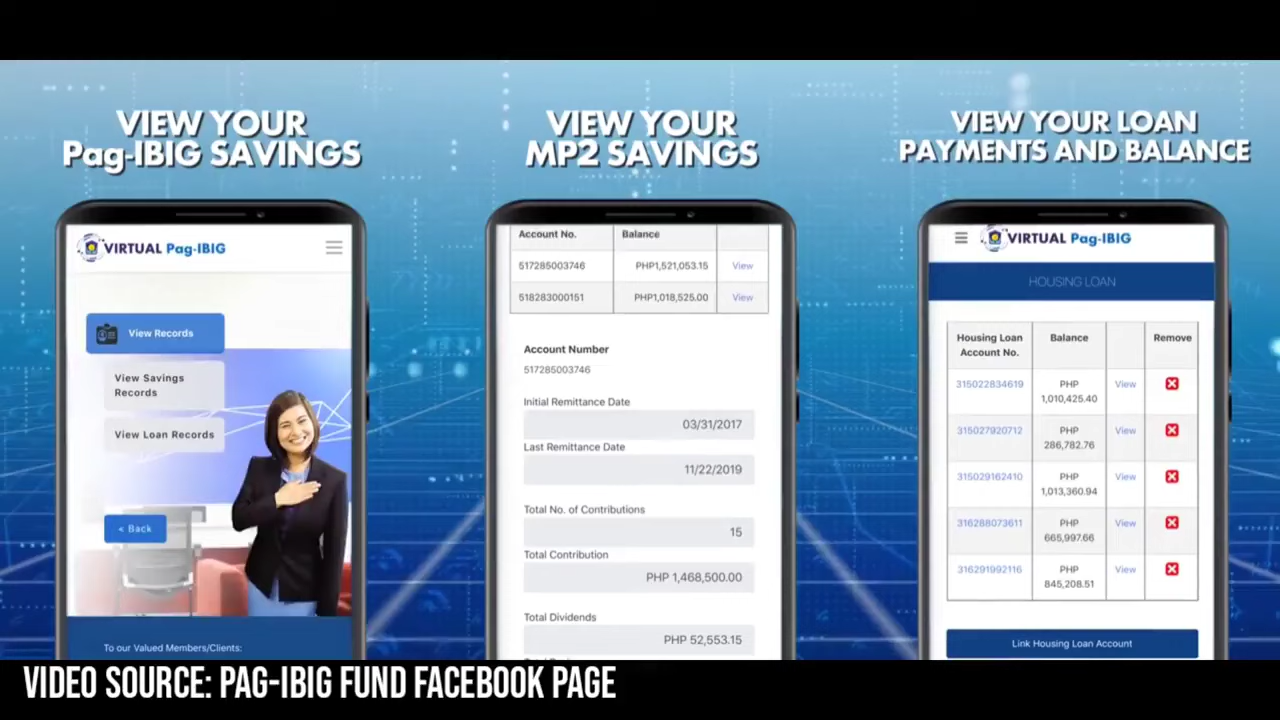 VIEW YOUR
Pag-IBIG SAVINGS
VIRTUAL Pag-IBIG
View Records
View Savings
Records
View Loan Records
< Back
To our Valued Members/Clients:
VIEW YOUR
MP2 SAVINGS
Account No. Balance
517285003746 PHP1,521,053.15 View
518283000151 PHP1,018,525.00 View
Account Number
517285003746
Initial Remittance Date
03/31/2017
Last Remittance Date
11/22/2019
Total No. of Contributions
15
Total Contribution
PHP 1,468,500.00
Total Dividends
PHP 52,553.15
VIEW YOUR LOAN
PAYMENTS AND BALANCE
VIRTUAL Pag-IBIG
HOUSING LOAN
Housing Loan Balance Remove
Account No.
315022834619 PHP View
1,010,425.40
315027920712 PHP View
286,782.76
315029162410 PHP View
1,013,360.94
316288073611 PHP View
665,997.66
316291992116 PHP View
845,208.51
Link Housing Loan Account
VIDEO SOURCE: PAG-IBIG FUND FACEBOOK PAGE